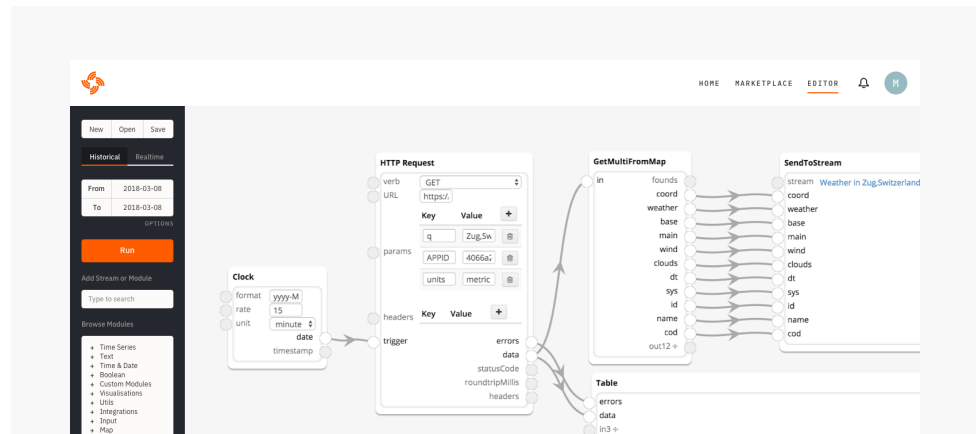 HOME MARKETPLACE EDITOR M
New Open Save
Historical Realtime
From 2018-03-08
To 2018-03-08
OPTIONS
Run
Add Stream or Module
Type to search
Browse Modules
+ Time Series
+ Text
+ Time & Date
+ Boolean
+ Custom Modules
+ Visualisations
+ Utils
+ Integrations
+ Input
+ Map
Clock
format yyyy-M
rate 15
unit minute
date
timestamp
HTTP Request
verb GET
URL https:/.
Key Value +
q Zug,Sw
params
APPID 4066a
units metric
headers Key Value +
trigger errors
data
statusCode
roundtripMillis
headers
GetMultiFromMap
in founds
coord
weather
base
main
wind
clouds
dt
sys
id
name
cod
out12 +
SendToStream
stream Weather in Zug,Switzerland
coord
weather
base
main
wind
clouds
dt
sys
id
name
cod
Table
errors
data
in3 +